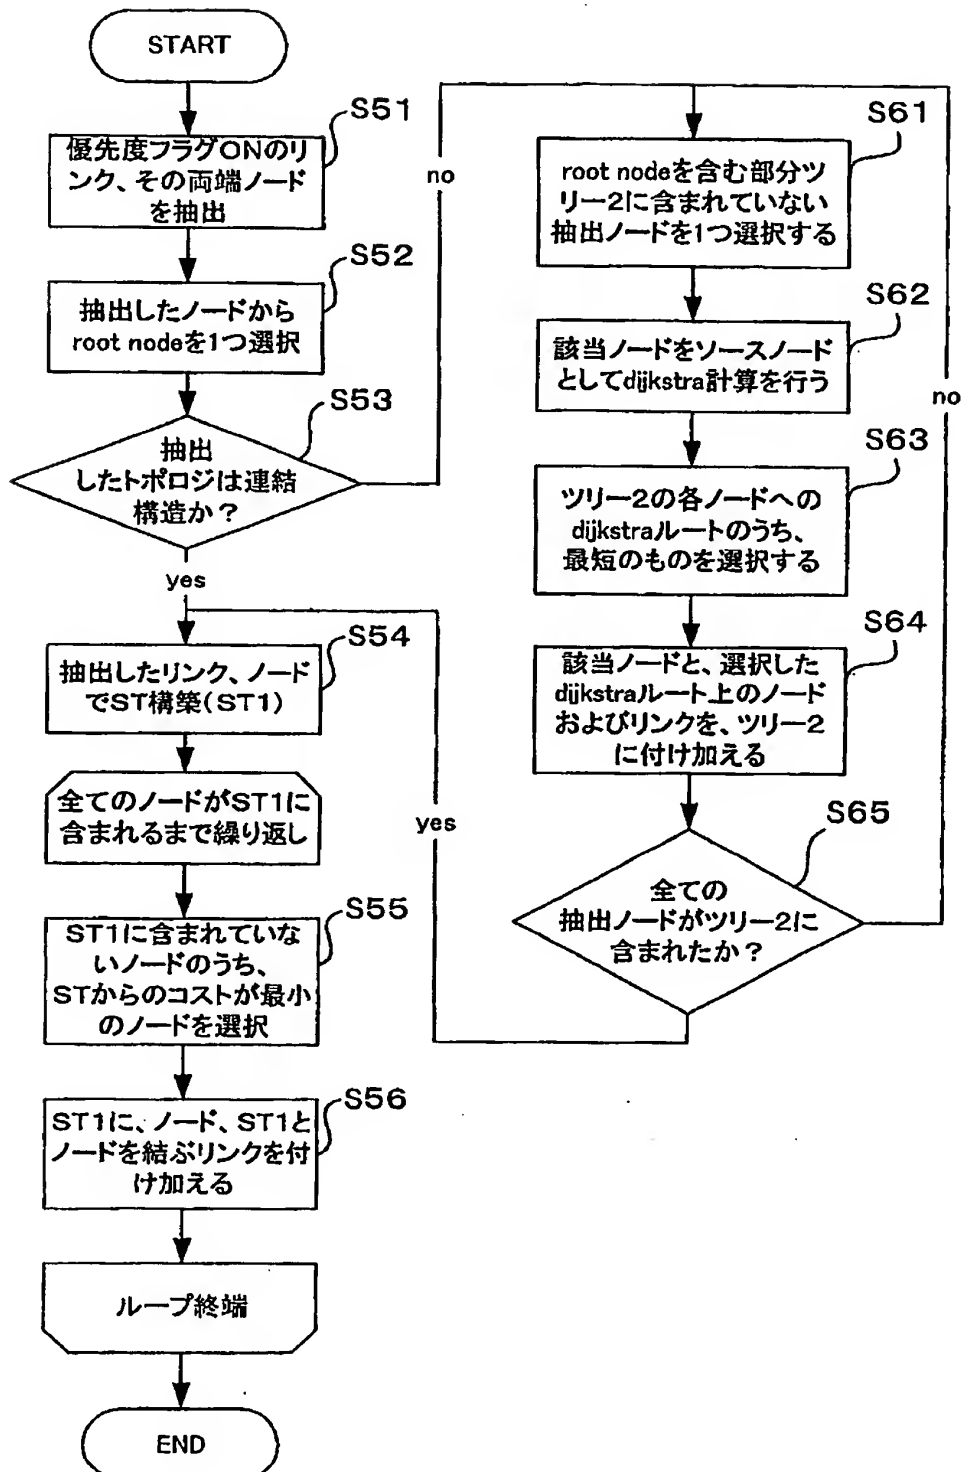 START
S51
優先度フラグONのリ
ンク、その両端ノード
を抽出
S52
抽出したノードから
root nodeを1つ選択
S53
抽出
したトポロジは連結
構造か?
no
yes
S54
抽出したリンク、ノード
でST構築(ST1)
全てのノードがST1に
含まれるまで繰り返し
S55
ST1に含まれていな
いノードのうち、
STからのコストが最小
のノードを選択
S56
ST1に、ノード、ST1と
ノードを結ぶリンクを付
け加える
ループ終端
END
S61
root nodeを含む部分ツ
リー2に含まれていない
抽出ノードを1つ選択する
S62
該当ノードをソースノード
としてdijkstra計算を行う
S63
ツリー2の各ノードへの
dijkstraルートのうち、
最短のものを選択する
S64
該当ノードと、選択した
dijkstraルート上のノード
およびリンクを、ツリー2
に付け加える
S65
全ての
抽出ノードがツリー2に
含まれたか?
yes
no